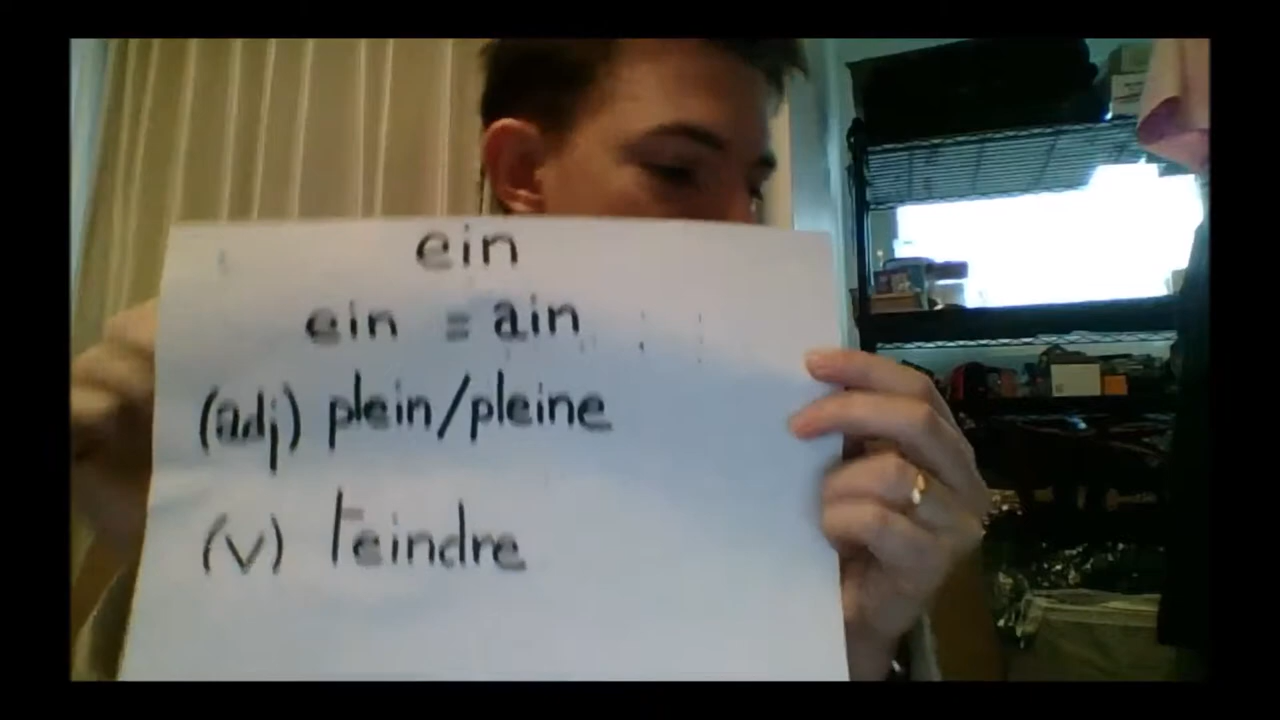 ein
ein = ain
(adj) plein/pleine
(v)